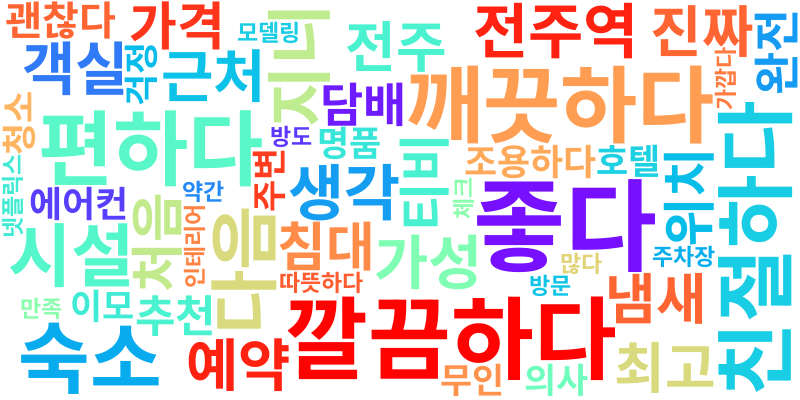 괜찮다
가격
모델링
전주
전주역
진짜
완전
객실
걱정
근처
지니
담배
깨끗하다
가깝다
청소
편하다
방도
명품
티비
조용하다
호텔
친절하다
넷플릭스
에어컨
약간
주변
생각
체크
좋다
위치
시설
처음
인테리어
다음
침대
가성
많다
주차장
따뜻하다
방문
만족
이모
추천
깔끔하다
냄새
숙소
예약
무인
의사
최고